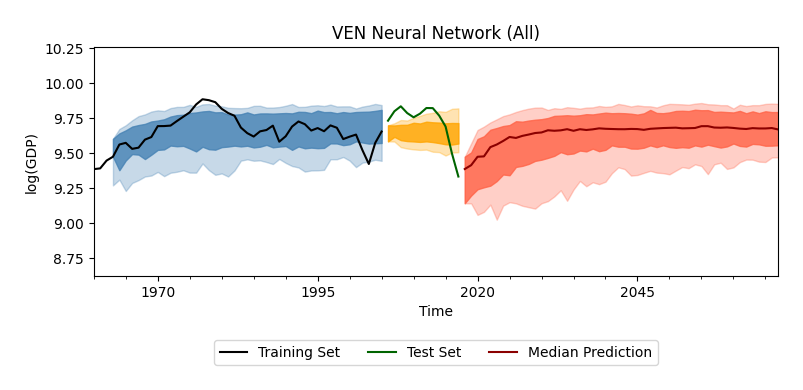 VEN Neural Network (All)
10.25
10.00
9.75
9.50
9.25
9.00
8.75
log(GDP)
1970 1995 2020 2045
Time
Training Set Test Set Median Prediction